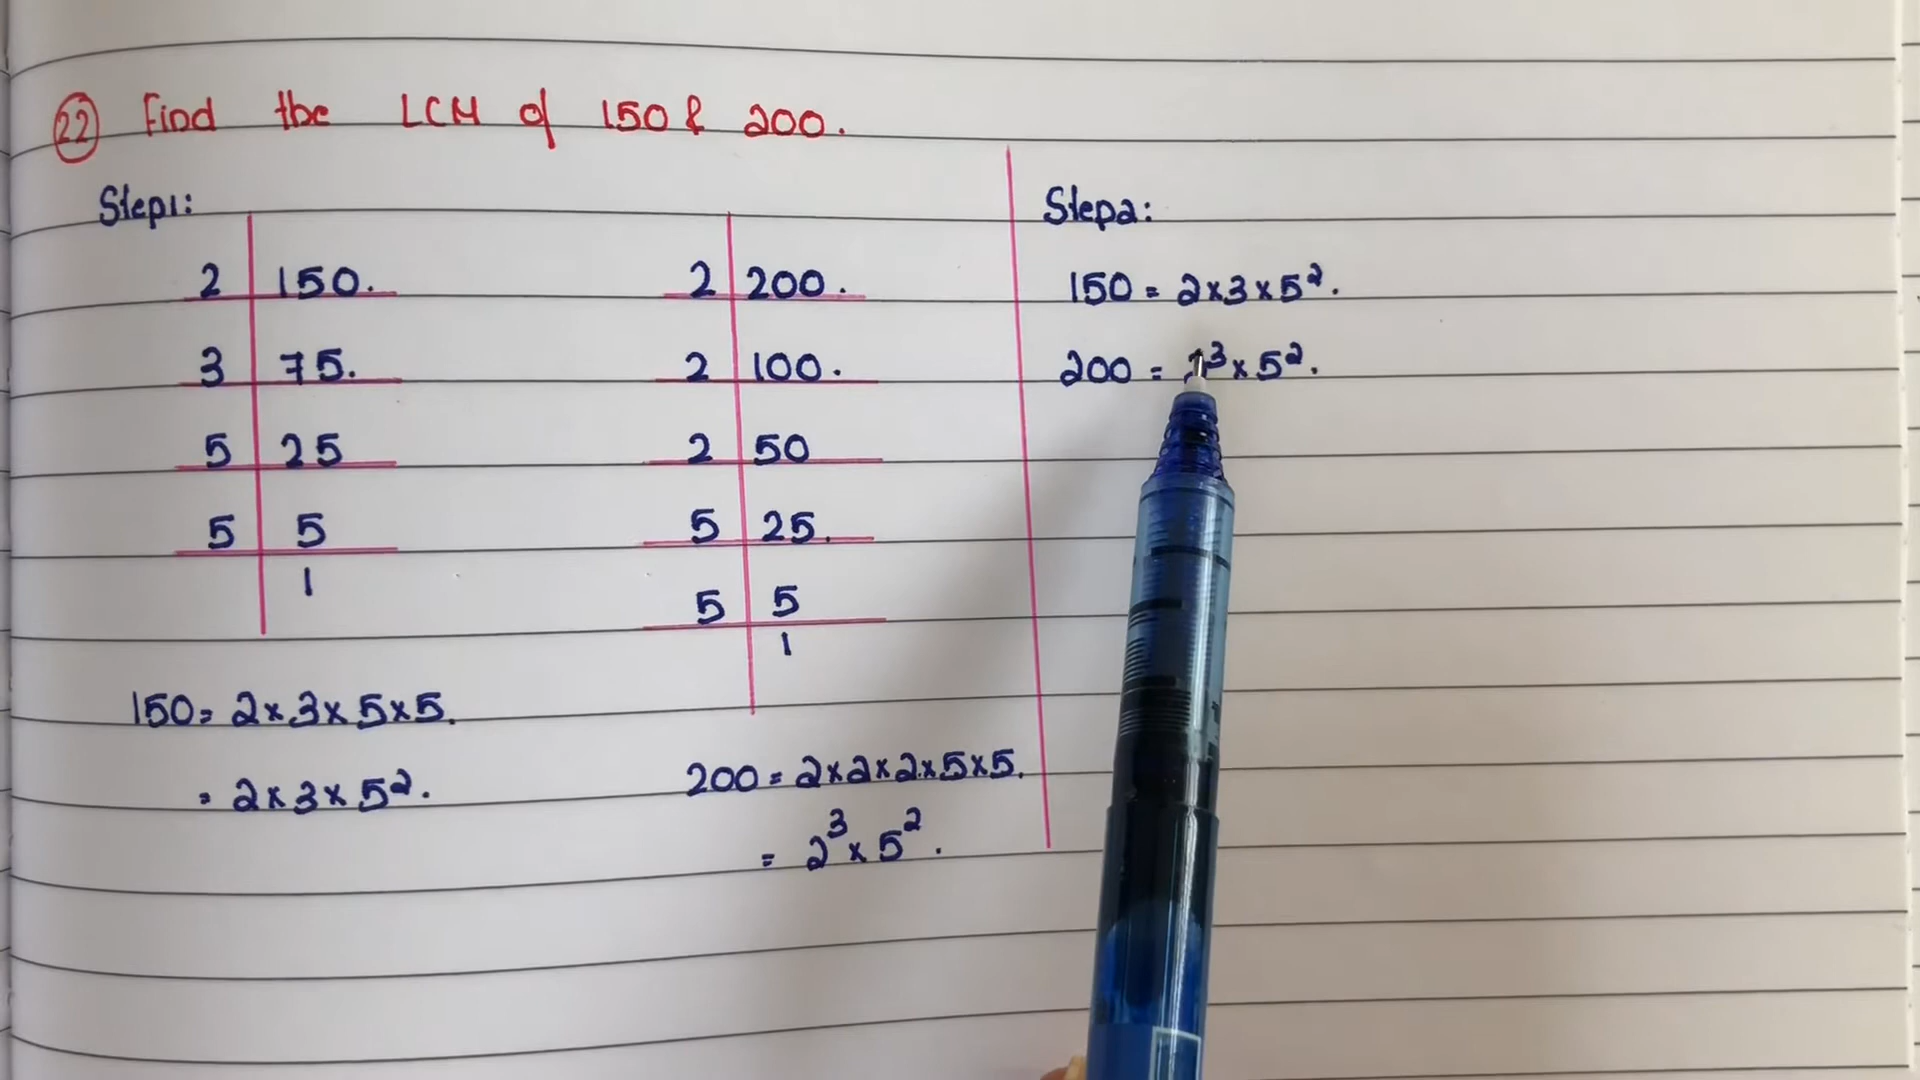 22 Find the LCM of 150 & 200.
Step1:
2 150.
3 75.
5 25
5 5
1
150 = 2×3×5×5.
= 2×3×5².
2 200.
2 100.
2 50
5 25.
5 5
1
200 = 2×2×2×5×5.
= 2³×5².
Step2:
150 = 2×3×5².
200 = 2³×5².